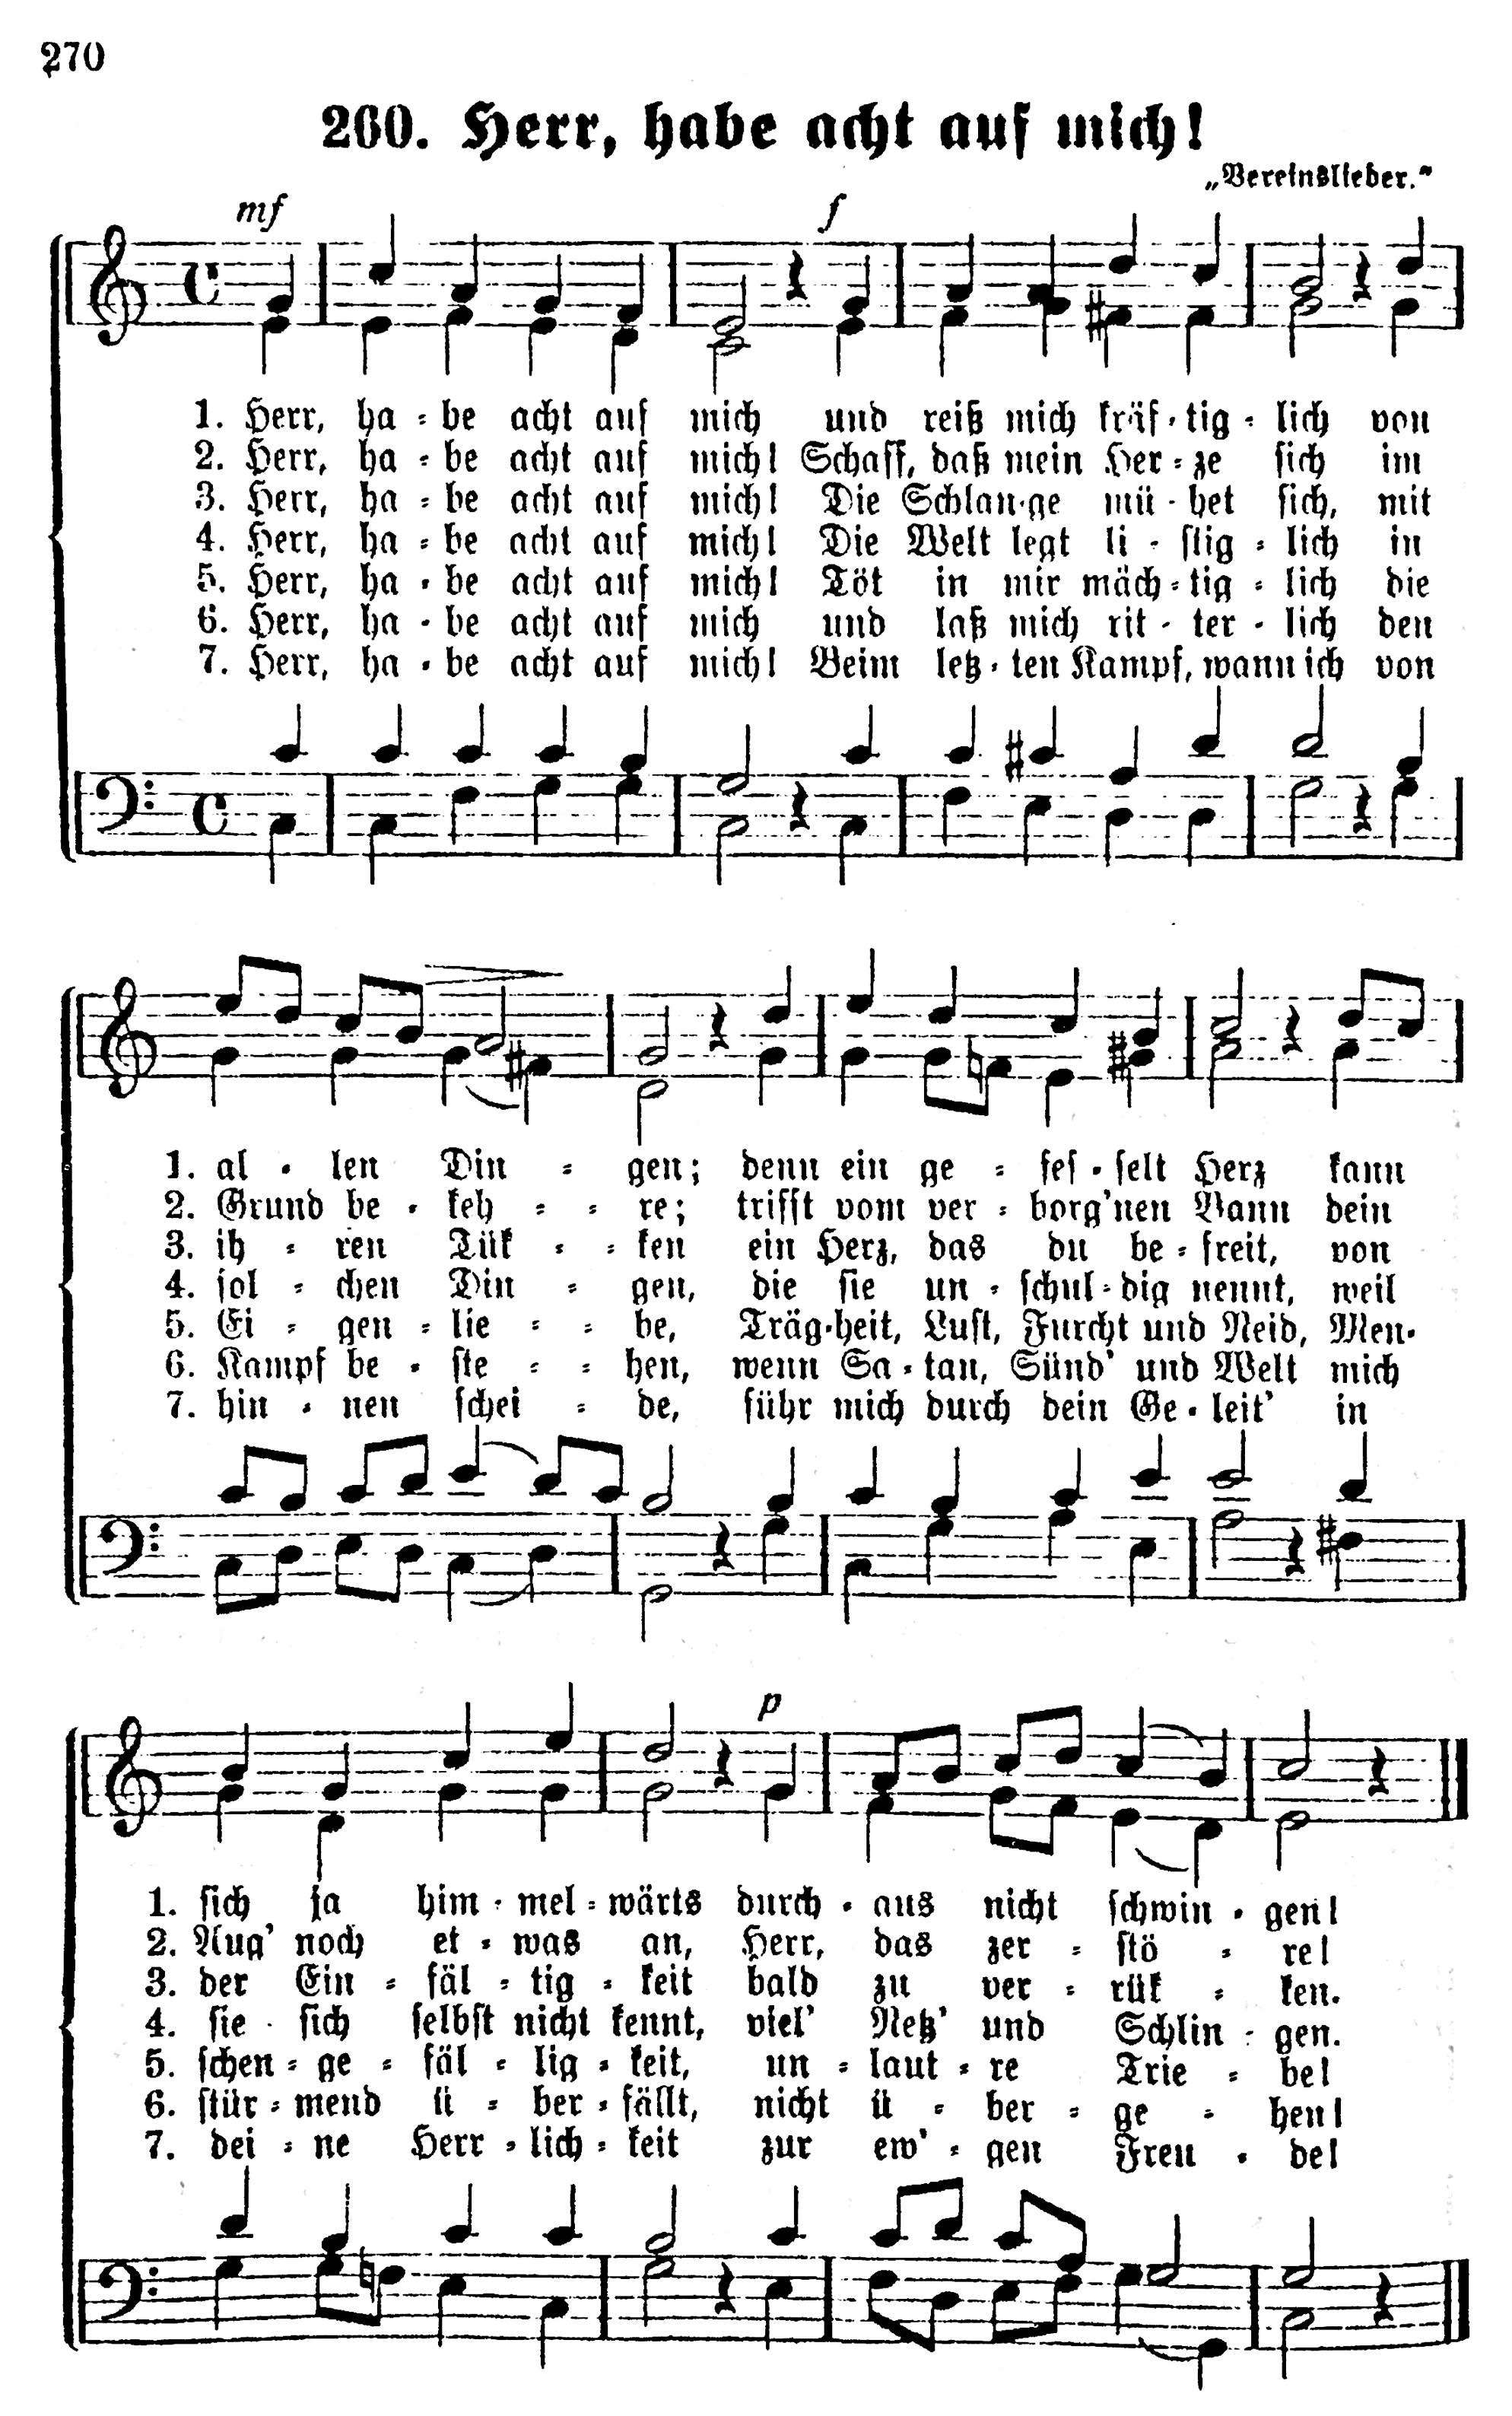 270
260. Herr, habe acht auf mich!
„Vereinslieder.“
mf f
1. Herr, ha - be acht auf mich und reiß mich kräf - tig - lich von
2. Herr, ha - be acht auf mich! Schaff, daß mein Her - ze sich im
3. Herr, ha - be acht auf mich! Die Schlan - ge mü - het sich, mit
4. Herr, ha - be acht auf mich! Die Welt legt li - stig - lich in
5. Herr, ha - be acht auf mich! Töt in mir mäch - tig - lich die
6. Herr, ha - be acht auf mich und laß mich rit - ter - lich den
7. Herr, ha - be acht auf mich! Beim letz - ten Kampf, wann ich von
1. al - len Din - gen; denn ein ge - fes - selt Herz kann
2. Grund be - keh - - re; trifft vom ver - borg'nen Bann dein
3. ih - ren Tük - - ken ein Herz, das du be - freit, von
4. sol - chen Din - gen, die sie un - schul - dig nennt, weil
5. Ei - gen - lie - - be, Träg - heit, Lust, Furcht und Neid, Men-
6. Kampf be - ste - - hen, wenn Sa - tan, Sünd' und Welt mich
7. hin - nen schei - de, führ mich durch dein Ge - leit' in
p
1. sich ja him - mel - wärts durch - aus nicht schwin - gen!
2. Aug' noch et - was an, Herr, das zer - stö - re!
3. der Ein - fäl - tig - keit bald zu ver - rük - ken.
4. sie sich selbst nicht kennt, viel' Netz' und Schlin - gen.
5. schen - ge - fäl - lig - keit, un - laut - re Trie - be!
6. stür - mend ü - ber - fällt, nicht ü - ber - ge - hen!
7. dei - ne Herr - lich - keit zur ew' - gen Freu - de!